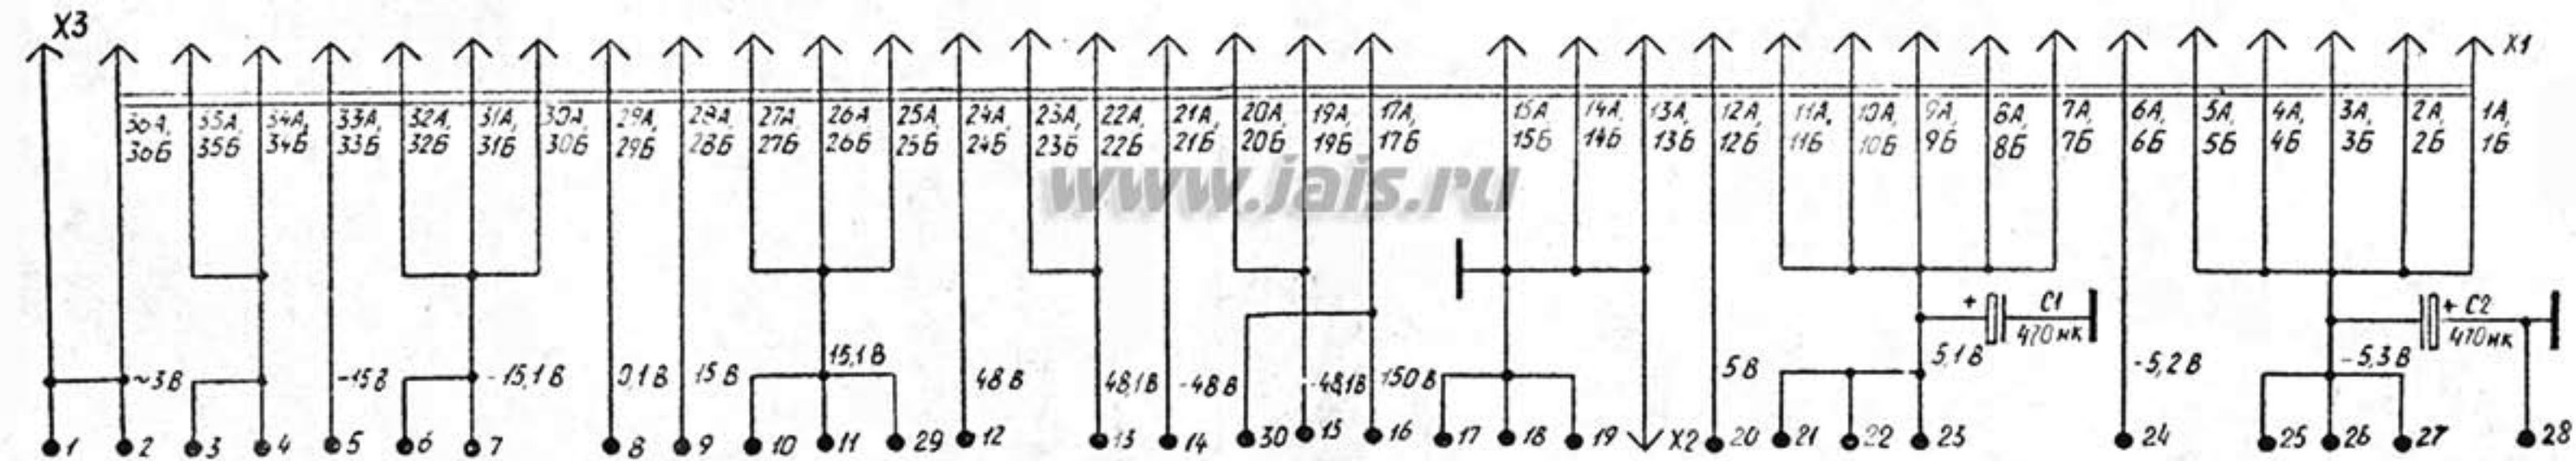 X3
X1
36А, 35А, 34А, 33А, 32А, 31А, 30А, 29А, 28А, 27А, 26А, 25А, 24А, 23А, 22А, 21А, 20А, 19А, 17А, 15А, 14А, 13А, 12А, 11А, 10А, 9А, 8А, 7А, 6А, 5А, 4А, 3А, 2А, 1А,
36Б 35Б 34Б 33Б 32Б 31Б 30Б 29Б 28Б 27Б 26Б 25Б 24Б 23Б 22Б 21Б 20Б 19Б 17Б 15Б 14Б 13Б 12Б 11Б 10Б 9Б 8Б 7Б 6Б 5Б 4Б 3Б 2Б 1Б
www.jais.ru
+ C1
470мк
+ C2
470мк
~3В -15В -15,1В 0,1В 15В 15,1В 48В 48,1В -48В -48,1В 150В 5В 5,1В -5,2В -5,3В
1 2 3 4 5 6 7 8 9 10 11 29 12 13 14 30 15 16 17 18 19 X2 20 21 22 23 24 25 26 27 28